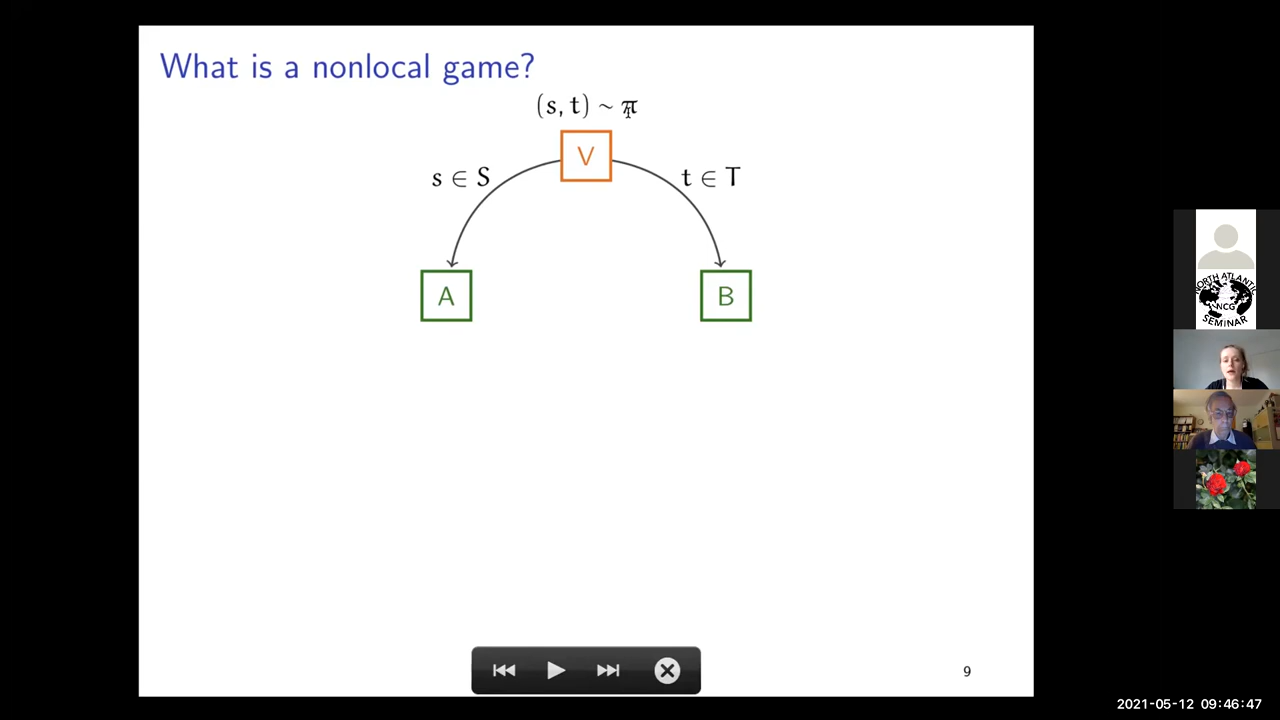 What is a nonlocal game?
(s, t) ~ π
V
s ∈ S
t ∈ T
A
B
9
NORTH ATLANTIC
NCG
SEMINAR
2021-05-12 09:46:47